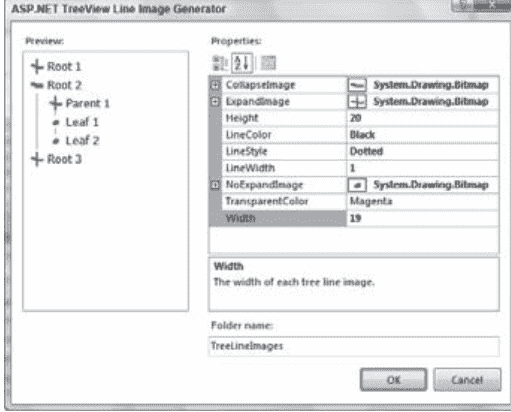 ASP.NET TreeView Line Image Generator
Preview:
Root 1
Root 2
Parent 1
Leaf 1
Leaf 2
Root 3
Properties:
CollapseImage System.Drawing.Bitmap
ExpandImage System.Drawing.Bitmap
Height 20
LineColor Black
LineStyle Dotted
LineWidth 1
NoExpandImage System.Drawing.Bitmap
TransparentColor Magenta
Width 19
Width
The width of each tree line image.
Folder name:
TreeLineImages
OK Cancel